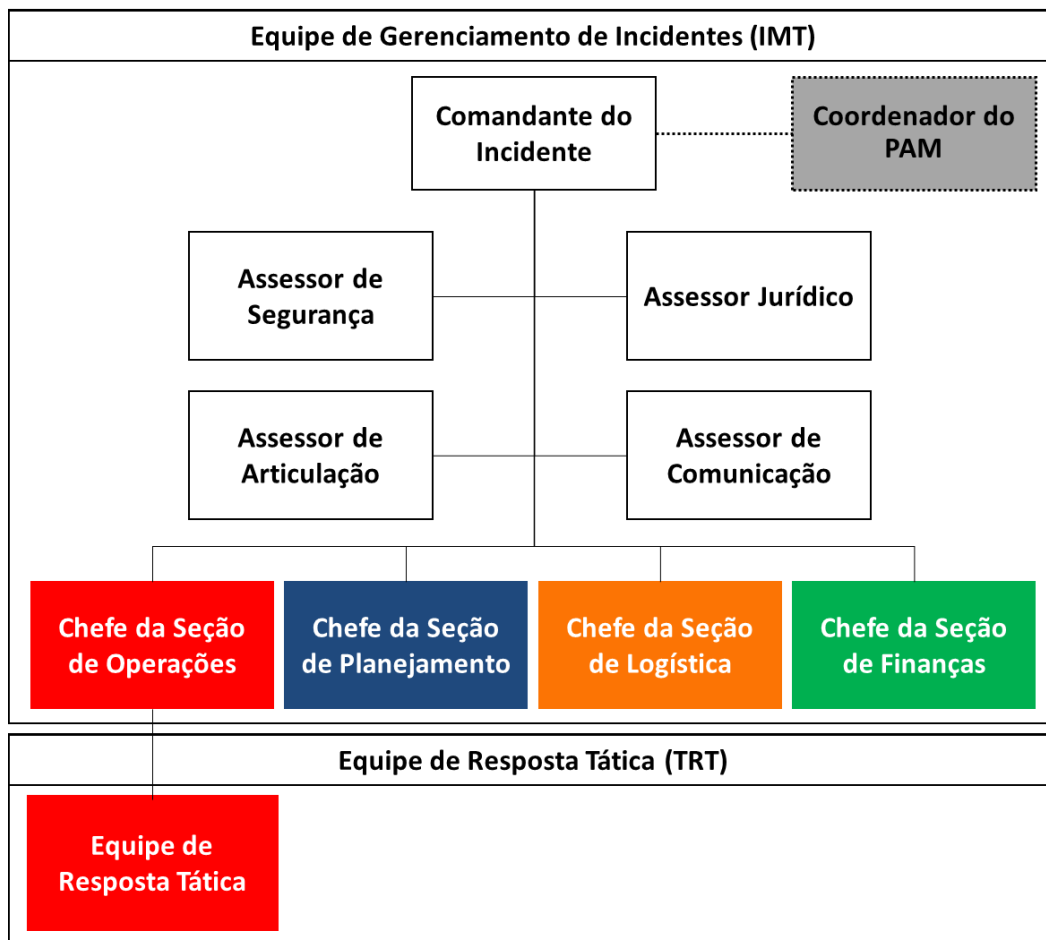 Equipe de Gerenciamento de Incidentes (IMT)
Comandante do
Incidente
Coordenador do
PAM
Assessor de
Segurança
Assessor Jurídico
Assessor de
Articulação
Assessor de
Comunicação
Chefe da Seção
de Operações
Chefe da Seção
de Planejamento
Chefe da Seção
de Logística
Chefe da Seção
de Finanças
Equipe de Resposta Tática (TRT)
Equipe de
Resposta Tática